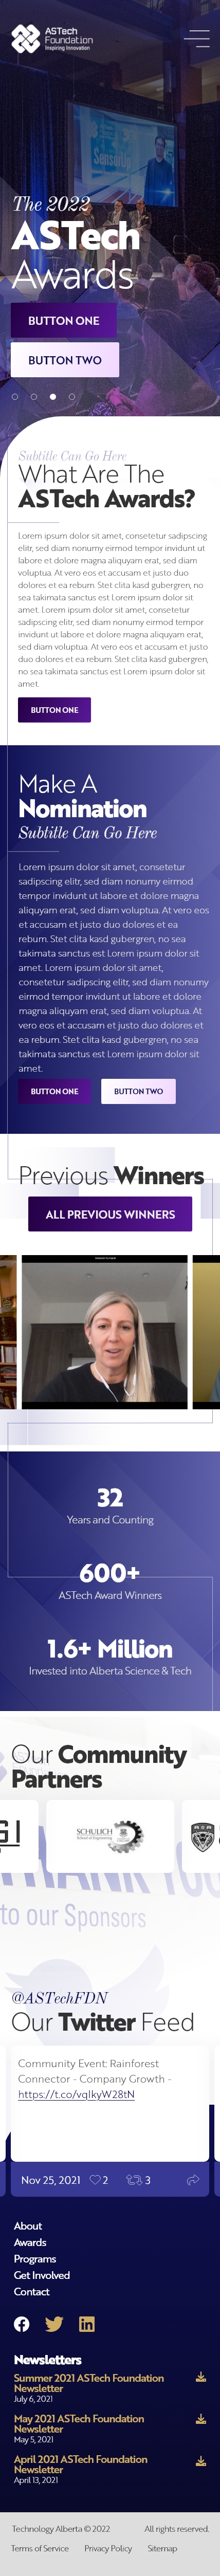 ASTech
Foundation
Inspiring Innovation
The 2022
ASTech
Awards
BUTTON ONE
BUTTON TWO
Subtitle Can Go Here
What Are The
ASTech Awards?
Lorem ipsum dolor sit amet, consetetur sadipscing
elitr, sed diam nonumy eirmod tempor invidunt ut
labore et dolore magna aliquyam erat, sed diam
voluptua. At vero eos et accusam et justo duo
dolores et ea rebum. Stet clita kasd gubergren, no
sea takimata sanctus est Lorem ipsum dolor sit
amet. Lorem ipsum dolor sit amet, consetetur
sadipscing elitr, sed diam nonumy eirmod tempor
invidunt ut labore et dolore magna aliquyam erat,
sed diam voluptua. At vero eos et accusam et justo
duo dolores et ea rebum. Stet clita kasd gubergren,
no sea takimata sanctus est Lorem ipsum dolor sit
amet.
BUTTON ONE
Make A
Nomination
Subtitle Can Go Here
Lorem ipsum dolor sit amet, consetetur
sadipscing elitr, sed diam nonumy eirmod
tempor invidunt ut labore et dolore magna
aliquyam erat, sed diam voluptua. At vero eos
et accusam et justo duo dolores et ea
rebum. Stet clita kasd gubergren, no sea
takimata sanctus est Lorem ipsum dolor sit
amet. Lorem ipsum dolor sit amet,
consetetur sadipscing elitr, sed diam nonumy
eirmod tempor invidunt ut labore et dolore
magna aliquyam erat, sed diam voluptua. At
vero eos et accusam et justo duo dolores et
ea rebum. Stet clita kasd gubergren, no sea
takimata sanctus est Lorem ipsum dolor sit
amet.
BUTTON ONE BUTTON TWO
Previous Winners
ALL PREVIOUS WINNERS
32
Years and Counting
600+
ASTech Award Winners
1.6+ Million
Invested into Alberta Science & Tech
Our Community
Partners
SCHULICH
School of Engineering
THANK YOU
to our Sponsors
@ASTechFDN
Our Twitter Feed
Community Event: Rainforest
Connector - Company Growth -
https://t.co/vqlkyW28tN
Nov 25, 2021 2 3
About
Awards
Programs
Get Involved
Contact
Newsletters
Summer 2021 ASTech Foundation
Newsletter
July 6, 2021
May 2021 ASTech Foundation
Newsletter
May 5, 2021
April 2021 ASTech Foundation
Newsletter
April 13, 2021
Technology Alberta © 2022 All rights reserved.
Terms of Service Privacy Policy Sitemap